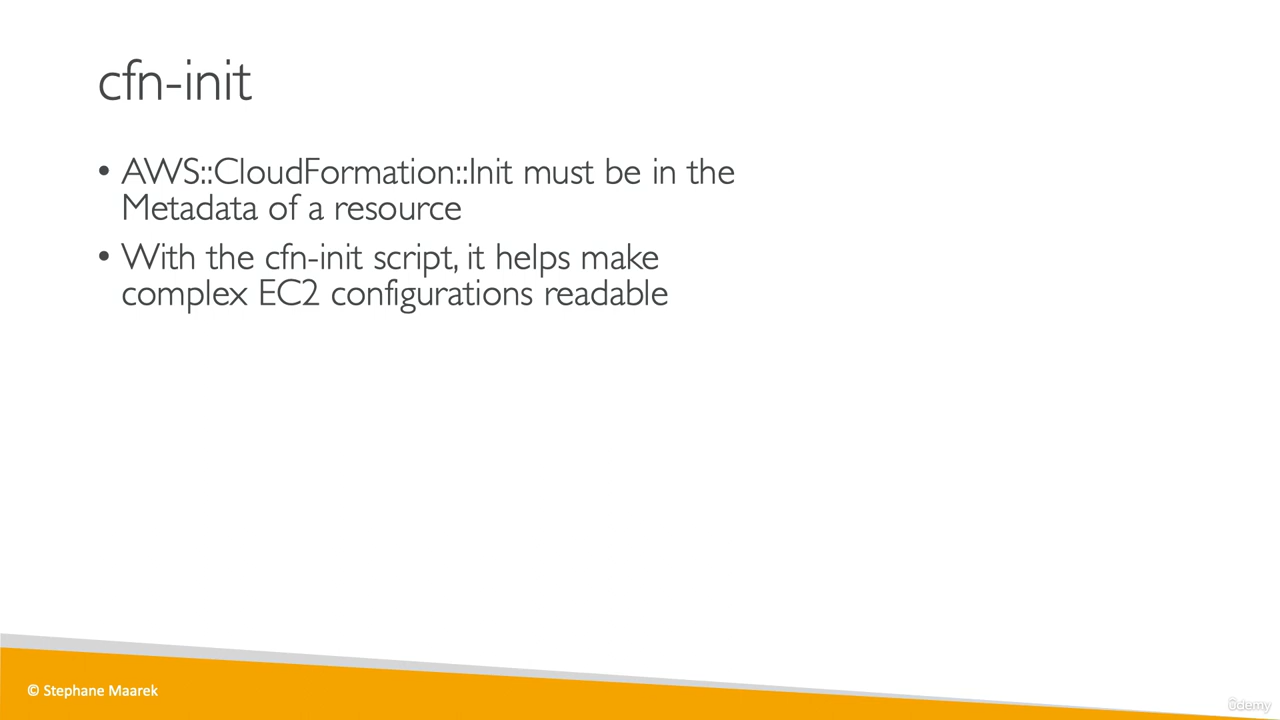 cfn-init
• AWS::CloudFormation::Init must be in the
Metadata of a resource
• With the cfn-init script, it helps make
complex EC2 configurations readable
© Stephane Maarek
ûdemy